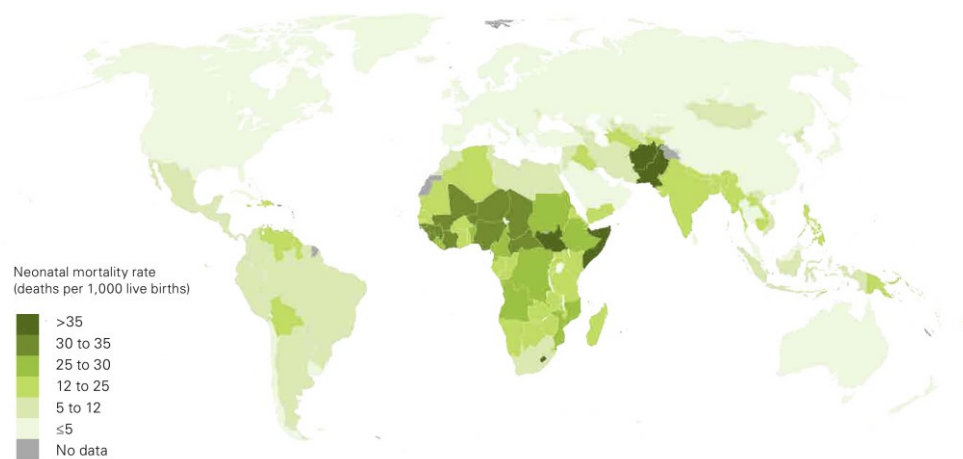 Neonatal mortality rate
(deaths per 1,000 live births)
>35
30 to 35
25 to 30
12 to 25
5 to 12
≤5
No data